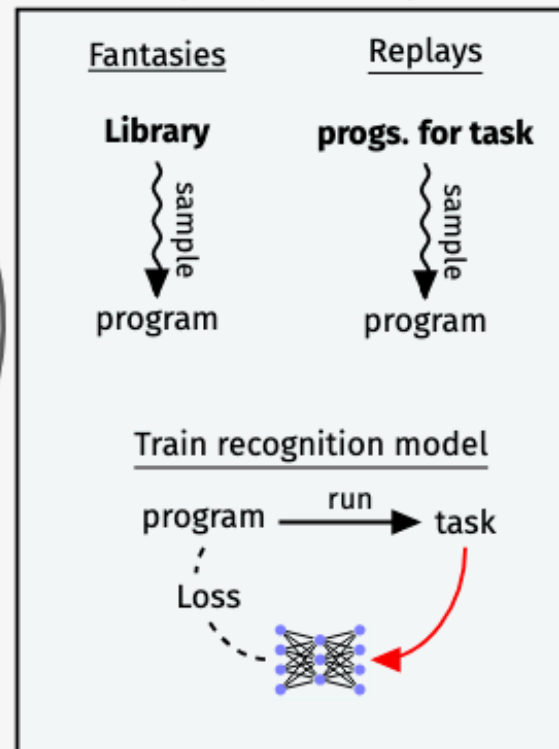 Fantasies
Replays
Library
progs. for task
sample
sample
program
program
Train recognition model
program
run
task
Loss